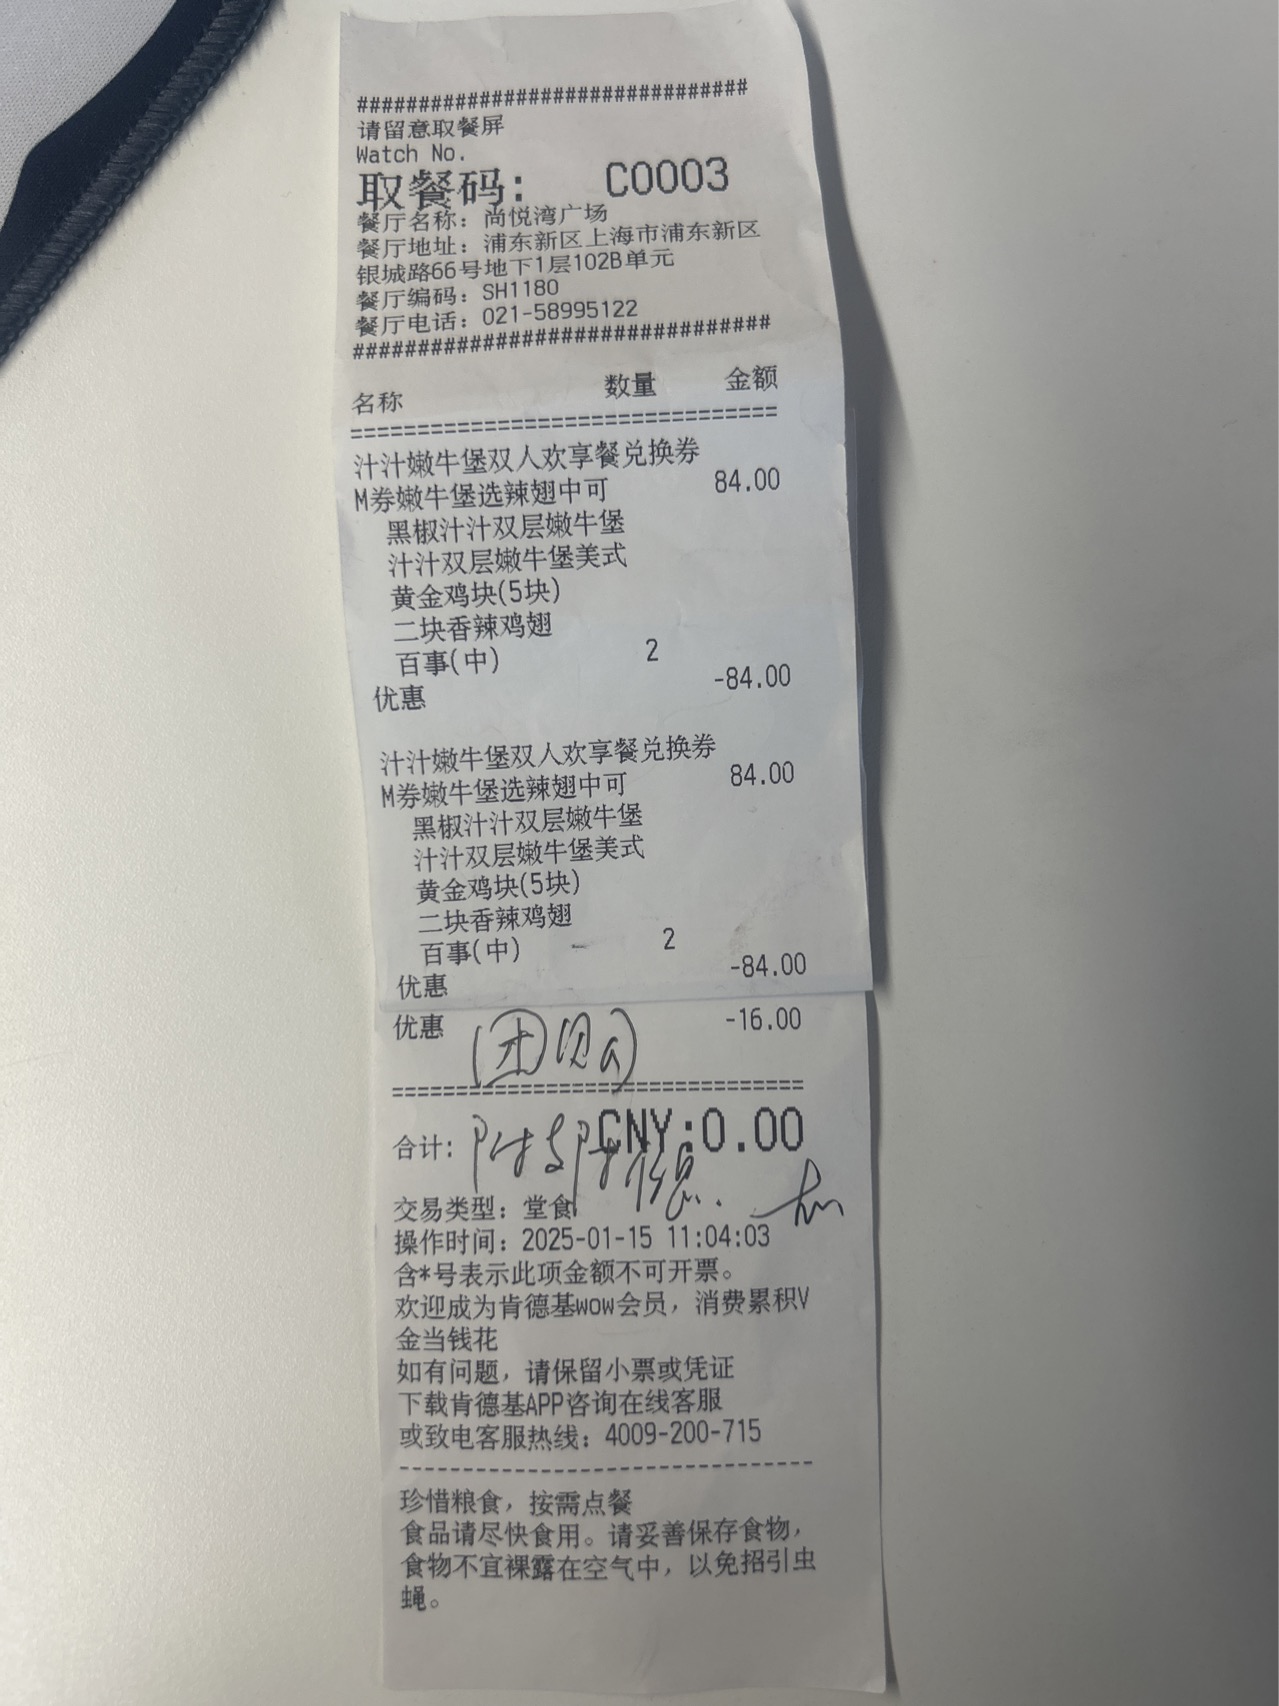 ###############################
请留意取餐屏
Watch No.
取餐码: C0003
餐厅名称: 尚悦湾广场
餐厅地址: 浦东新区上海市浦东新区
银城路66号地下1层102B单元
餐厅编码: SH1180
餐厅电话: 021-58995122
################################
名称 数量 金额
=================================
汁汁嫩牛堡双人欢享餐兑换券
M券嫩牛堡选辣翅中可 84.00
黑椒汁汁双层嫩牛堡
汁汁双层嫩牛堡美式
黄金鸡块(5块)
二块香辣鸡翅
百事(中) 2
优惠 -84.00
汁汁嫩牛堡双人欢享餐兑换券
M券嫩牛堡选辣翅中可 84.00
黑椒汁汁双层嫩牛堡
汁汁双层嫩牛堡美式
黄金鸡块(5块)
二块香辣鸡翅
百事(中) 2
优惠 -84.00
优惠 -16.00
================================
合计: CNY:0.00
交易类型: 堂食
操作时间: 2025-01-15 11:04:03
含*号表示此项金额不可开票。
欢迎成为肯德基wow会员, 消费累积V
金当钱花
如有问题, 请保留小票或凭证
下载肯德基APP咨询在线客服
或致电客服热线: 4009-200-715
--------------------------------
珍惜粮食, 按需点餐
食品请尽快食用。请妥善保存食物,
食物不宜裸露在空气中, 以免招引虫
蝇。